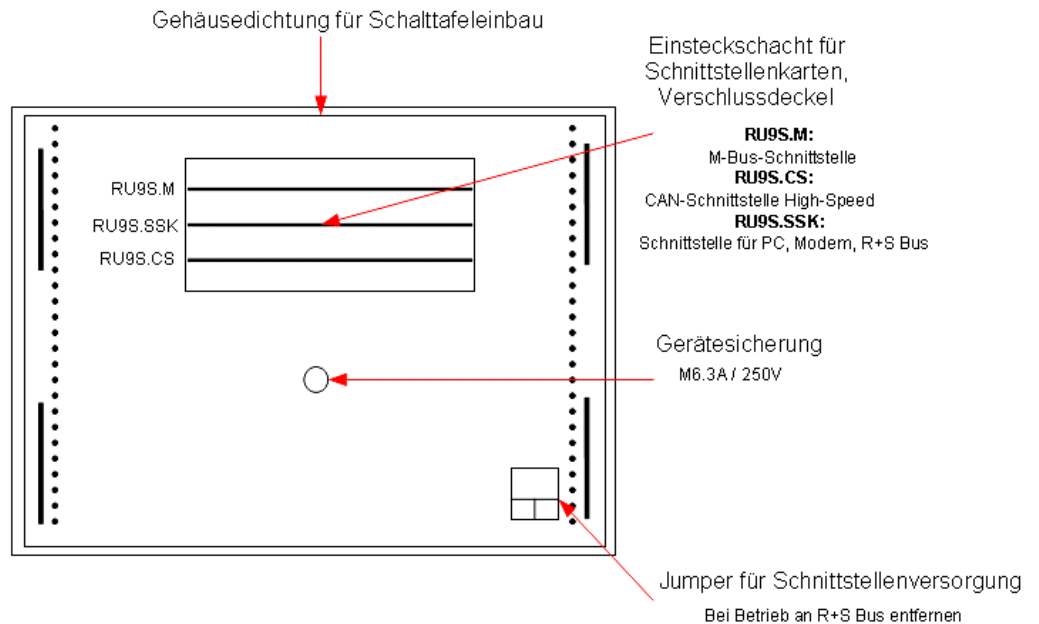 Gehäusedichtung für Schalttafeleinbau
Einsteckschacht für
Schnittstellenkarten,
Verschlussdeckel
RU9S.M:
M-Bus-Schnittstelle
RU9S.CS:
CAN-Schnittstelle High-Speed
RU9S.SSK:
Schnittstelle für PC, Modem, R+S Bus
RU9S.M
RU9S.SSK
RU9S.CS
Gerätesicherung
M6.3A / 250V
Jumper für Schnittstellenversorgung
Bei Betrieb an R+S Bus entfernen